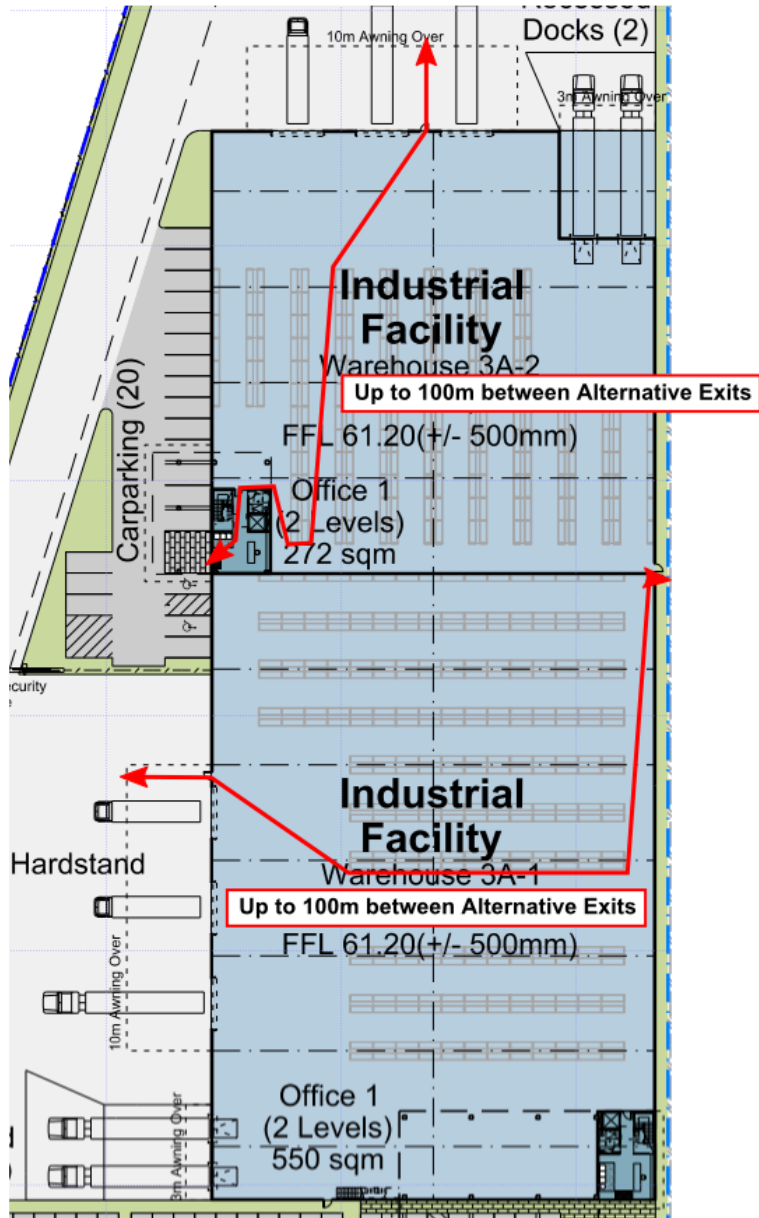 Docks (2)
10m Awning Over
3m Awning Over
Industrial
Facility
Warehouse 3A-2
Up to 100m between Alternative Exits
FFL 61.20(+/- 500mm)
Carparking (20)
Office 1
(2 Levels)
272 sqm
Industrial
Facility
Hardstand
Warehouse 3A-1
Up to 100m between Alternative Exits
FFL 61.20(+/- 500mm)
10m Awning Over
Office 1
(2 Levels)
550 sqm
3m Awning Over